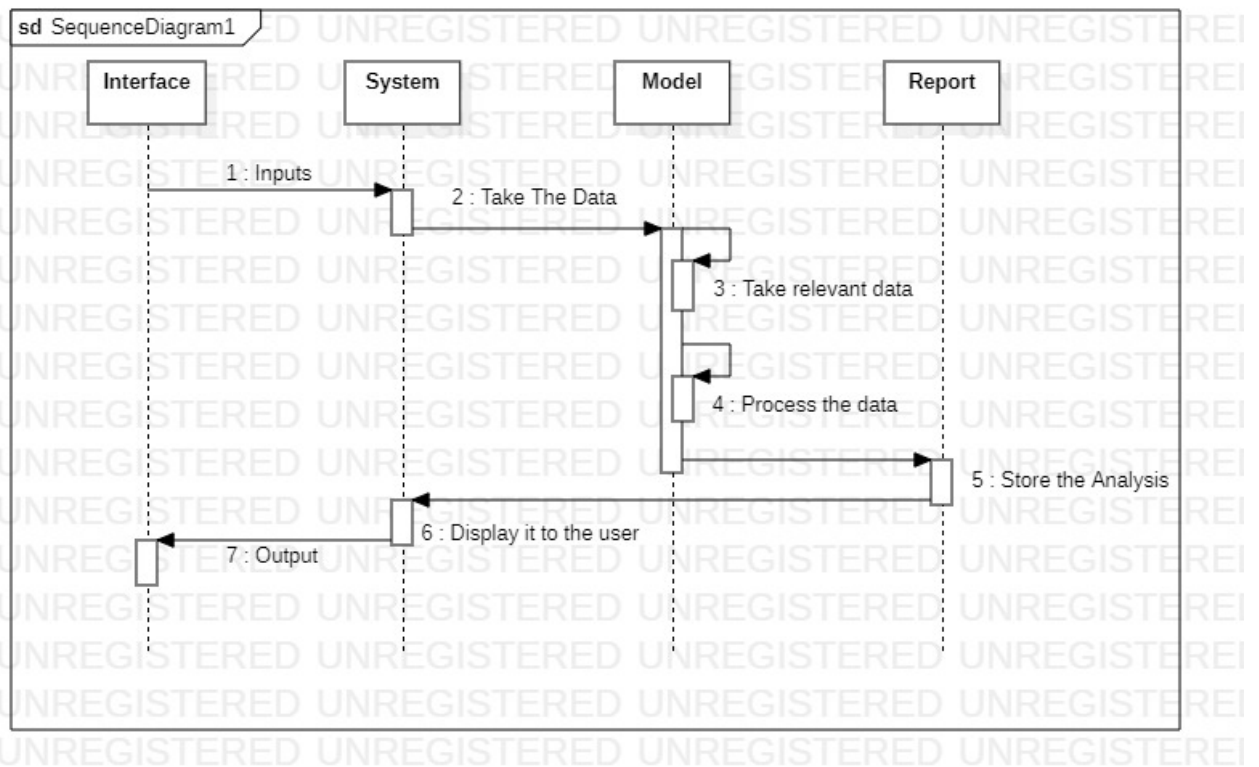 sd SequenceDiagram1
Interface
System
Model
Report
1 : Inputs
2 : Take The Data
3 : Take relevant data
4 : Process the data
5 : Store the Analysis
6 : Display it to the user
7 : Output
UNREGISTERED